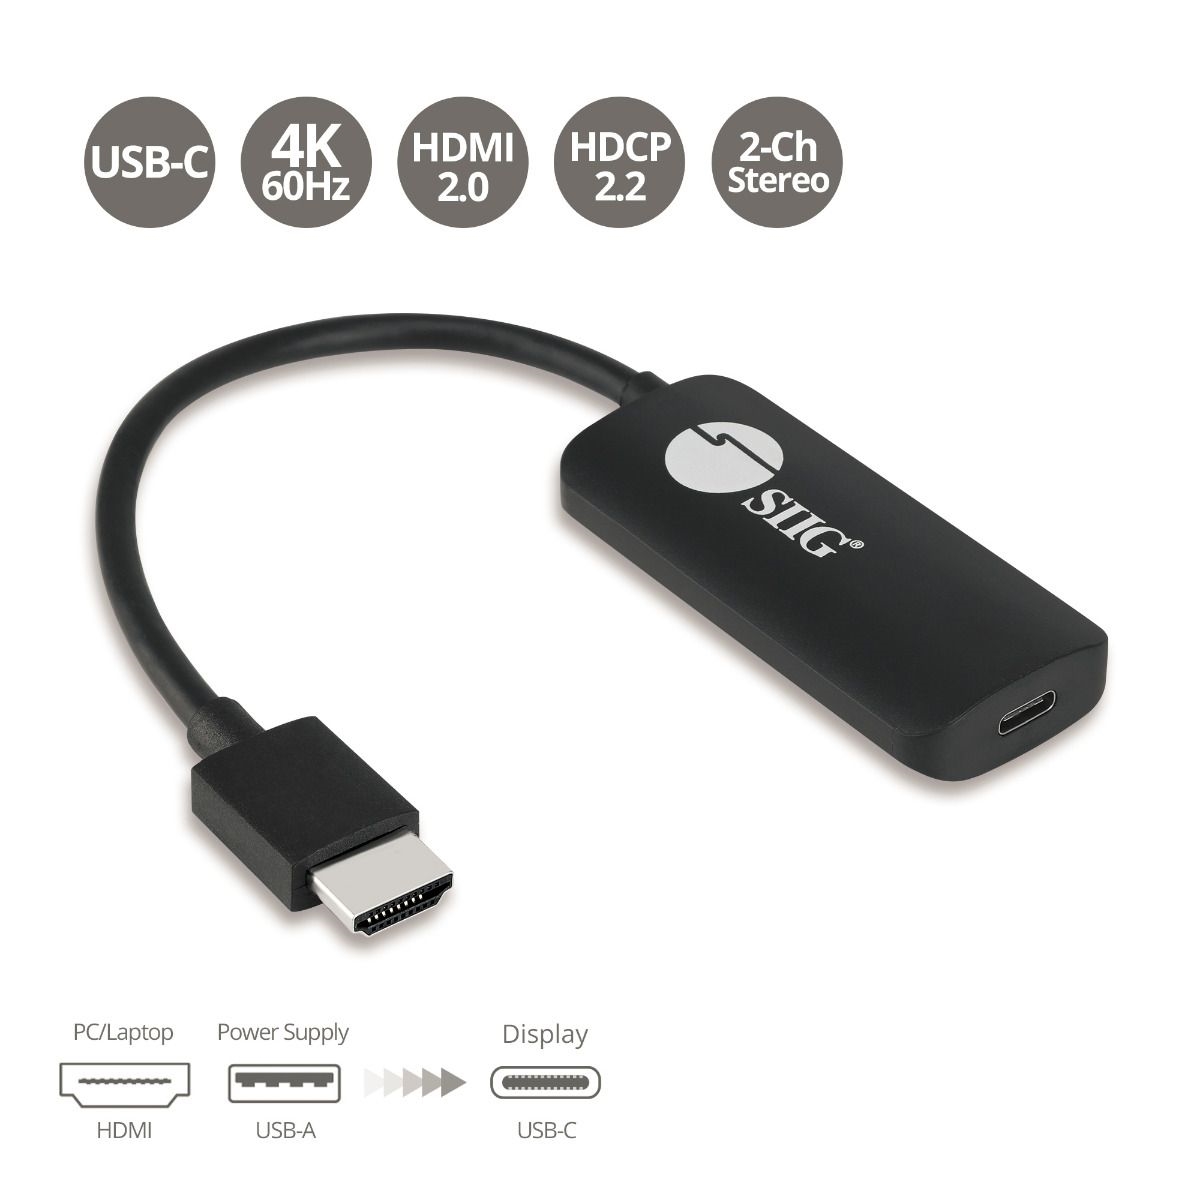 USB-C
4K
60Hz
HDMI
2.0
HDCP
2.2
2-Ch
Stereo
SIIG®
PC/Laptop
Power Supply
Display
HDMI
USB-A
USB-C